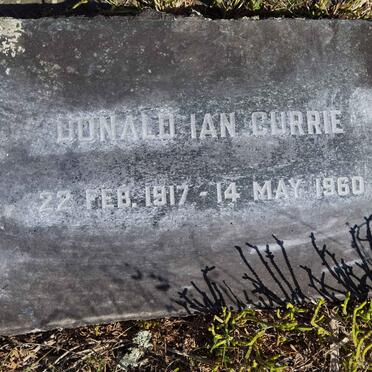 DONALD IAN CURRIE
22 FEB. 1917 - 14 MAY 1960